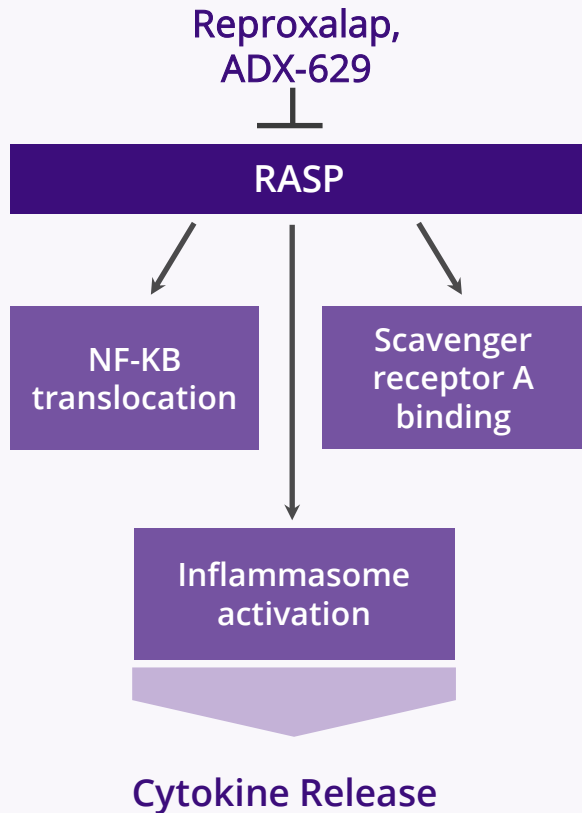 Reproxalap,
ADX-629
RASP
NF-KB
translocation
Scavenger
receptor A
binding
Inflammasome
activation
Cytokine Release